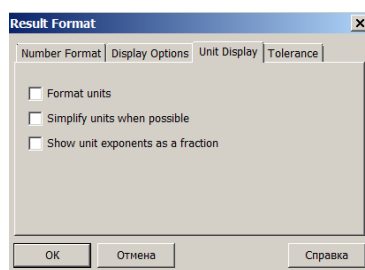 Result Format
Number Format Display Options Unit Display Tolerance
Format units
Simplify units when possible
Show unit exponents as a fraction
OK Отмена Справка